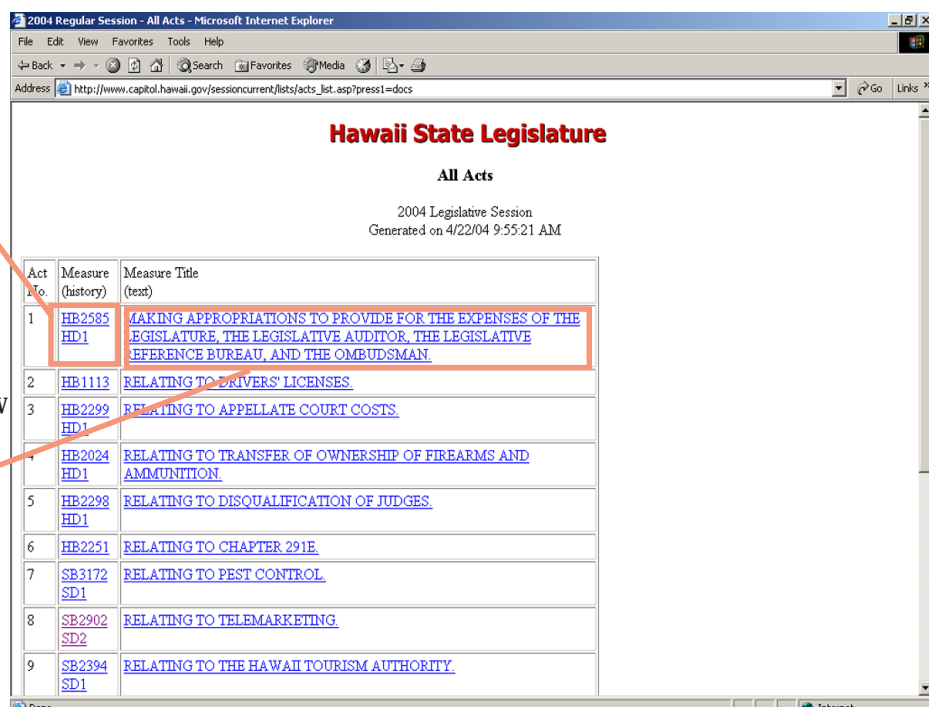 2004 Regular Session - All Acts - Microsoft Internet Explorer
File Edit View Favorites Tools Help
Back Search Favorites Media
Address http://www.capitol.hawaii.gov/sessioncurrent/lists/acts_list.asp?press1=docs Go Links »
Hawaii State Legislature
All Acts
2004 Legislative Session
Generated on 4/22/04 9:55:21 AM
Act Measure Measure Title
No. (history) (text)
1 HB2585 MAKING APPROPRIATIONS TO PROVIDE FOR THE EXPENSES OF THE
HD1 LEGISLATURE, THE LEGISLATIVE AUDITOR, THE LEGISLATIVE
REFERENCE BUREAU, AND THE OMBUDSMAN.
2 HB1113 RELATING TO DRIVERS' LICENSES.
3 HB2299 RELATING TO APPELLATE COURT COSTS.
HD1
4 HB2024 RELATING TO TRANSFER OF OWNERSHIP OF FIREARMS AND
HD1 AMMUNITION.
5 HB2298 RELATING TO DISQUALIFICATION OF JUDGES.
HD1
6 HB2251 RELATING TO CHAPTER 291E.
7 SB3172 RELATING TO PEST CONTROL.
SD1
8 SB2902 RELATING TO TELEMARKETING.
SD2
9 SB2394 RELATING TO THE HAWAII TOURISM AUTHORITY.
SD1
Done Internet